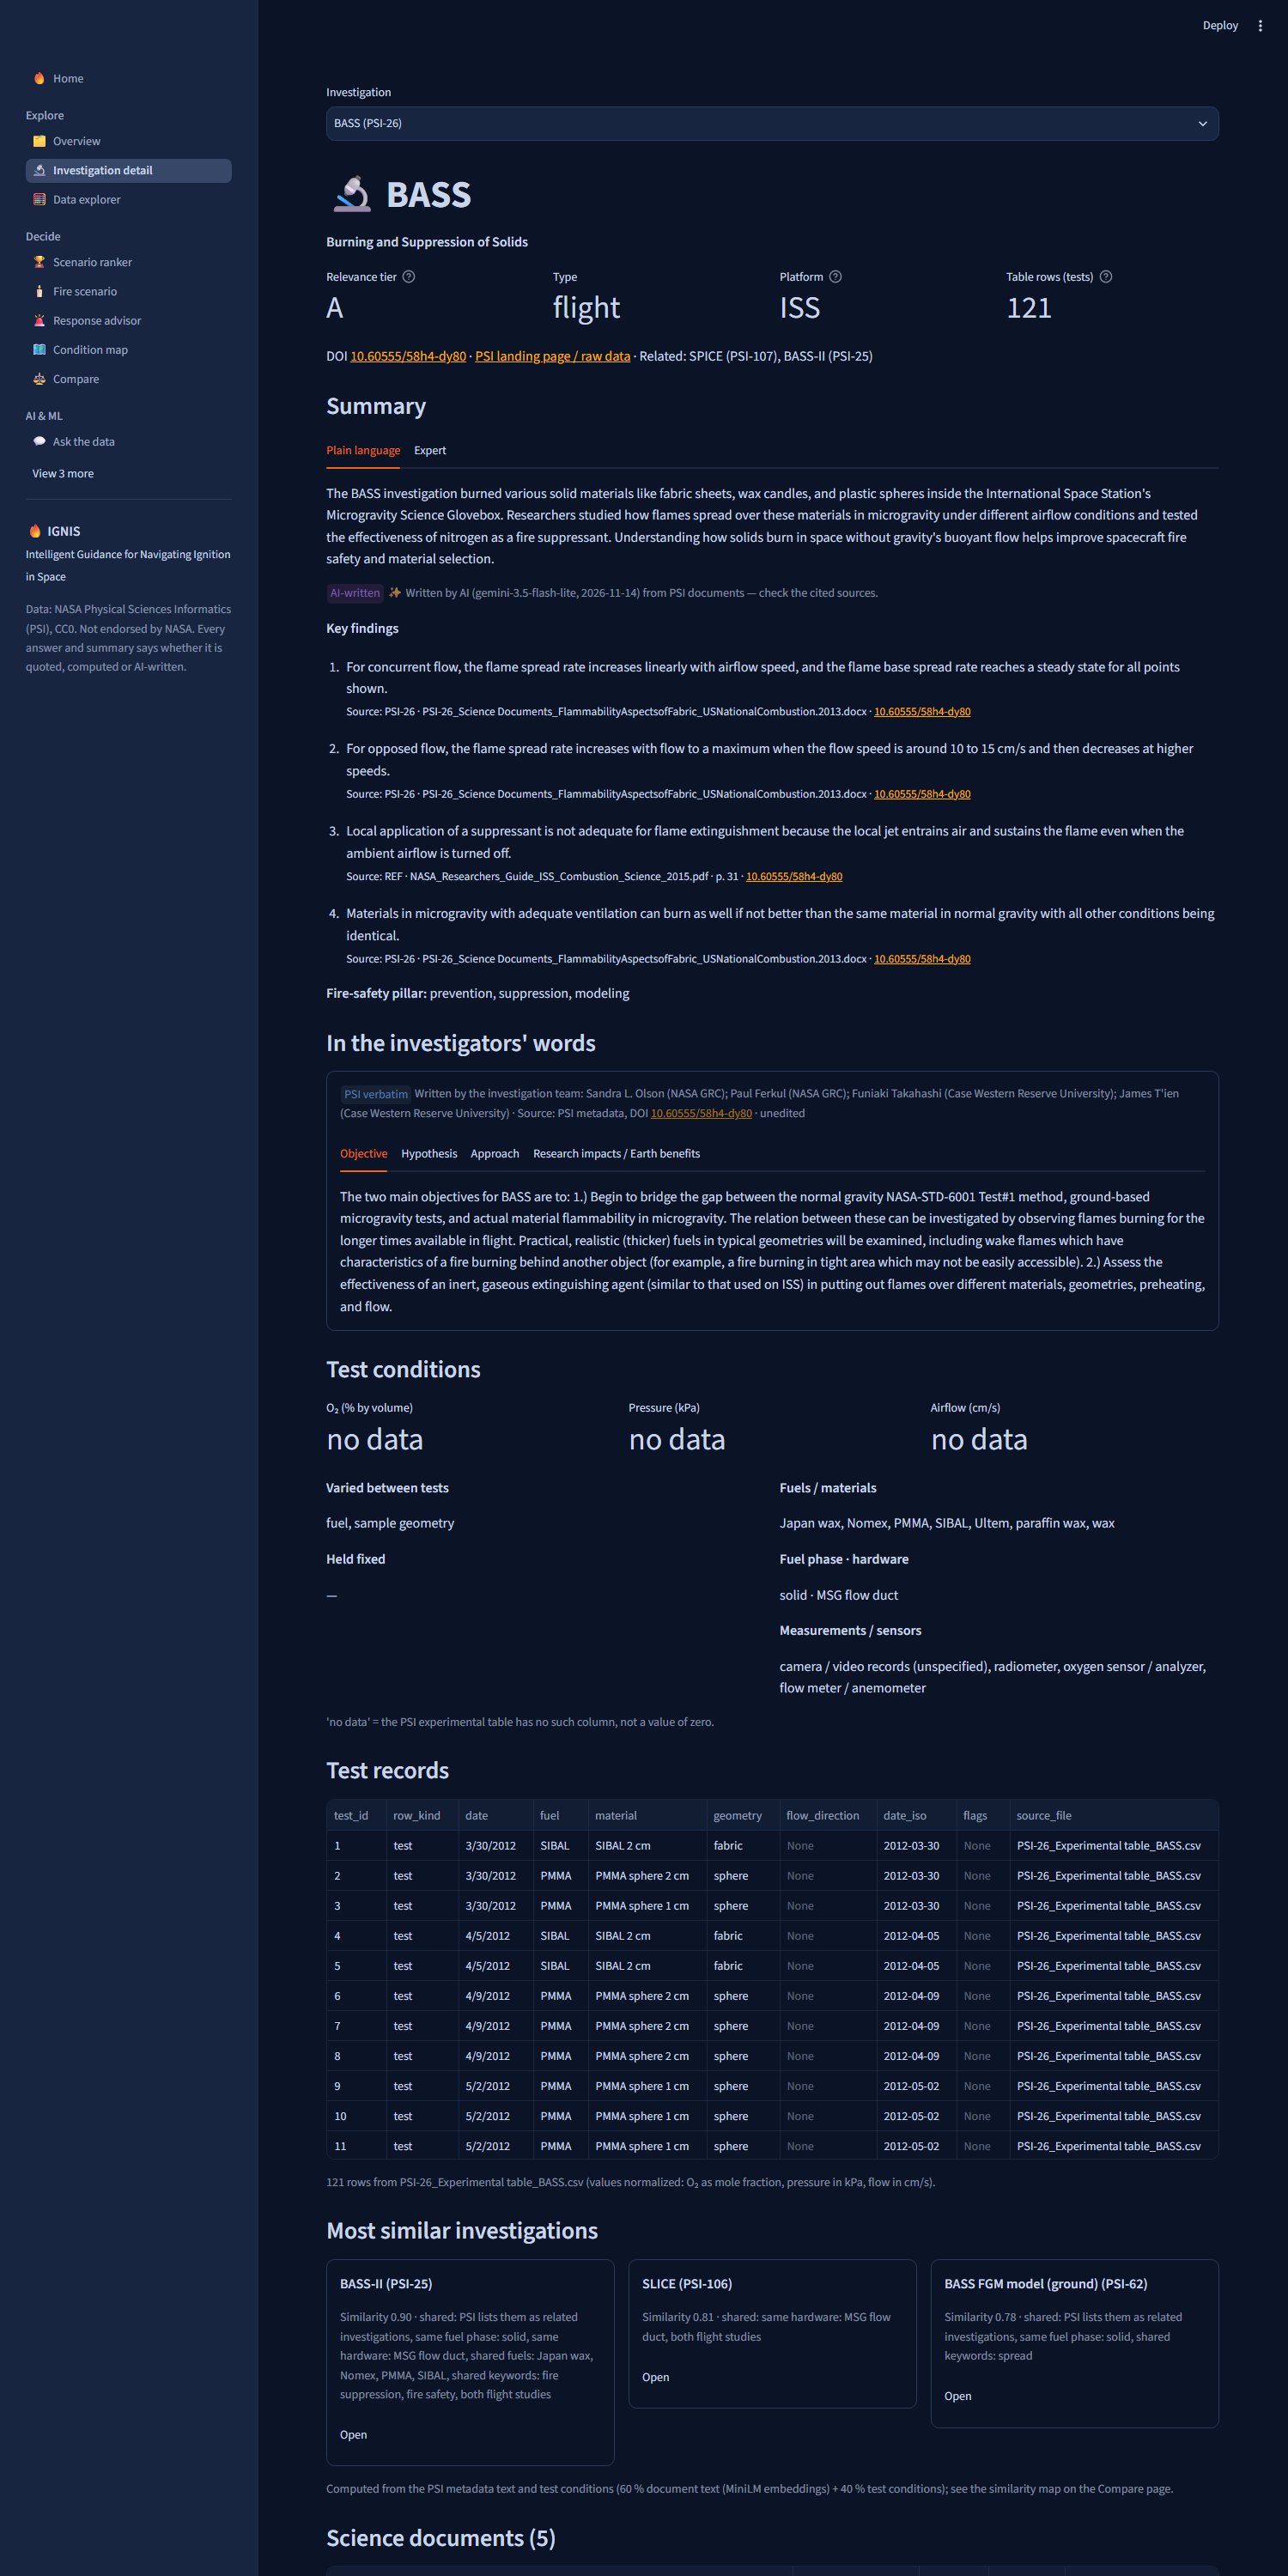 Deploy
Home
Explore
Overview
Investigation detail
Data explorer
Decide
Scenario ranker
Fire scenario
Response advisor
Condition map
Compare
AI & ML
Ask the data
View 3 more
IGNIS
Intelligent Guidance for Navigating Ignition
in Space
Data: NASA Physical Sciences Informatics
(PSI), CC0. Not endorsed by NASA. Every
answer and summary says whether it is
quoted, computed or AI-written.
Investigation
BASS (PSI-26)
BASS
Burning and Suppression of Solids
Relevance tier Type Platform Table rows (tests)
A flight ISS 121
DOI 10.60555/58h4-dy80 · PSI landing page / raw data · Related: SPICE (PSI-107), BASS-II (PSI-25)
Summary
Plain language Expert
The BASS investigation burned various solid materials like fabric sheets, wax candles, and plastic spheres inside the International Space Station's
Microgravity Science Glovebox. Researchers studied how flames spread over these materials in microgravity under different airflow conditions and tested
the effectiveness of nitrogen as a fire suppressant. Understanding how solids burn in space without gravity's buoyant flow helps improve spacecraft fire
safety and material selection.
AI-written ✨ Written by AI (gemini-3.5-flash-lite, 2026-11-14) from PSI documents — check the cited sources.
Key findings
1. For concurrent flow, the flame spread rate increases linearly with airflow speed, and the flame base spread rate reaches a steady state for all points
shown.
Source: PSI-26 · PSI-26_Science Documents_FlammabilityAspectsofFabric_USNationalCombustion.2013.docx · 10.60555/58h4-dy80
2. For opposed flow, the flame spread rate increases with flow to a maximum when the flow speed is around 10 to 15 cm/s and then decreases at higher
speeds.
Source: PSI-26 · PSI-26_Science Documents_FlammabilityAspectsofFabric_USNationalCombustion.2013.docx · 10.60555/58h4-dy80
3. Local application of a suppressant is not adequate for flame extinguishment because the local jet entrains air and sustains the flame even when the
ambient airflow is turned off.
Source: REF · NASA_Researchers_Guide_ISS_Combustion_Science_2015.pdf · p. 31 · 10.60555/58h4-dy80
4. Materials in microgravity with adequate ventilation can burn as well if not better than the same material in normal gravity with all other conditions being
identical.
Source: PSI-26 · PSI-26_Science Documents_FlammabilityAspectsofFabric_USNationalCombustion.2013.docx · 10.60555/58h4-dy80
Fire-safety pillar: prevention, suppression, modeling
In the investigators' words
PSI verbatim Written by the investigation team: Sandra L. Olson (NASA GRC); Paul Ferkul (NASA GRC); Funiaki Takahashi (Case Western Reserve University); James T'ien
(Case Western Reserve University) · Source: PSI metadata, DOI 10.60555/58h4-dy80 · unedited
Objective Hypothesis Approach Research impacts / Earth benefits
The two main objectives for BASS are to: 1.) Begin to bridge the gap between the normal gravity NASA-STD-6001 Test#1 method, ground-based
microgravity tests, and actual material flammability in microgravity. The relation between these can be investigated by observing flames burning for the
longer times available in flight. Practical, realistic (thicker) fuels in typical geometries will be examined, including wake flames which have
characteristics of a fire burning behind another object (for example, a fire burning in tight area which may not be easily accessible). 2.) Assess the
effectiveness of an inert, gaseous extinguishing agent (similar to that used on ISS) in putting out flames over different materials, geometries, preheating,
and flow.
Test conditions
O₂ (% by volume) Pressure (kPa) Airflow (cm/s)
no data no data no data
Varied between tests
fuel, sample geometry
Held fixed
—
Fuels / materials
Japan wax, Nomex, PMMA, SIBAL, Ultem, paraffin wax, wax
Fuel phase · hardware
solid · MSG flow duct
Measurements / sensors
camera / video records (unspecified), radiometer, oxygen sensor / analyzer,
flow meter / anemometer
'no data' = the PSI experimental table has no such column, not a value of zero.
Test records
test_id row_kind date fuel material geometry flow_direction date_iso flags source_file
1 test 3/30/2012 SIBAL SIBAL 2 cm fabric None 2012-03-30 None PSI-26_Experimental table_BASS.csv
2 test 3/30/2012 PMMA PMMA sphere 2 cm sphere None 2012-03-30 None PSI-26_Experimental table_BASS.csv
3 test 3/30/2012 PMMA PMMA sphere 1 cm sphere None 2012-03-30 None PSI-26_Experimental table_BASS.csv
4 test 4/5/2012 SIBAL SIBAL 2 cm fabric None 2012-04-05 None PSI-26_Experimental table_BASS.csv
5 test 4/5/2012 SIBAL SIBAL 2 cm fabric None 2012-04-05 None PSI-26_Experimental table_BASS.csv
6 test 4/9/2012 PMMA PMMA sphere 2 cm sphere None 2012-04-09 None PSI-26_Experimental table_BASS.csv
7 test 4/9/2012 PMMA PMMA sphere 2 cm sphere None 2012-04-09 None PSI-26_Experimental table_BASS.csv
8 test 4/9/2012 PMMA PMMA sphere 2 cm sphere None 2012-04-09 None PSI-26_Experimental table_BASS.csv
9 test 5/2/2012 PMMA PMMA sphere 1 cm sphere None 2012-05-02 None PSI-26_Experimental table_BASS.csv
10 test 5/2/2012 PMMA PMMA sphere 1 cm sphere None 2012-05-02 None PSI-26_Experimental table_BASS.csv
11 test 5/2/2012 PMMA PMMA sphere 1 cm sphere None 2012-05-02 None PSI-26_Experimental table_BASS.csv
121 rows from PSI-26_Experimental table_BASS.csv (values normalized: O₂ as mole fraction, pressure in kPa, flow in cm/s).
Most similar investigations
BASS-II (PSI-25)
Similarity 0.90 · shared: PSI lists them as related
investigations, same fuel phase: solid, same
hardware: MSG flow duct, shared fuels: Japan wax,
Nomex, PMMA, SIBAL, shared keywords: fire
suppression, fire safety, both flight studies
Open
SLICE (PSI-106)
Similarity 0.81 · shared: same hardware: MSG flow
duct, both flight studies
Open
BASS FGM model (ground) (PSI-62)
Similarity 0.78 · shared: PSI lists them as related
investigations, same fuel phase: solid, shared
keywords: spread
Open
Computed from the PSI metadata text and test conditions (60 % document text (MiniLM embeddings) + 40 % test conditions); see the similarity map on the Compare page.
Science documents (5)